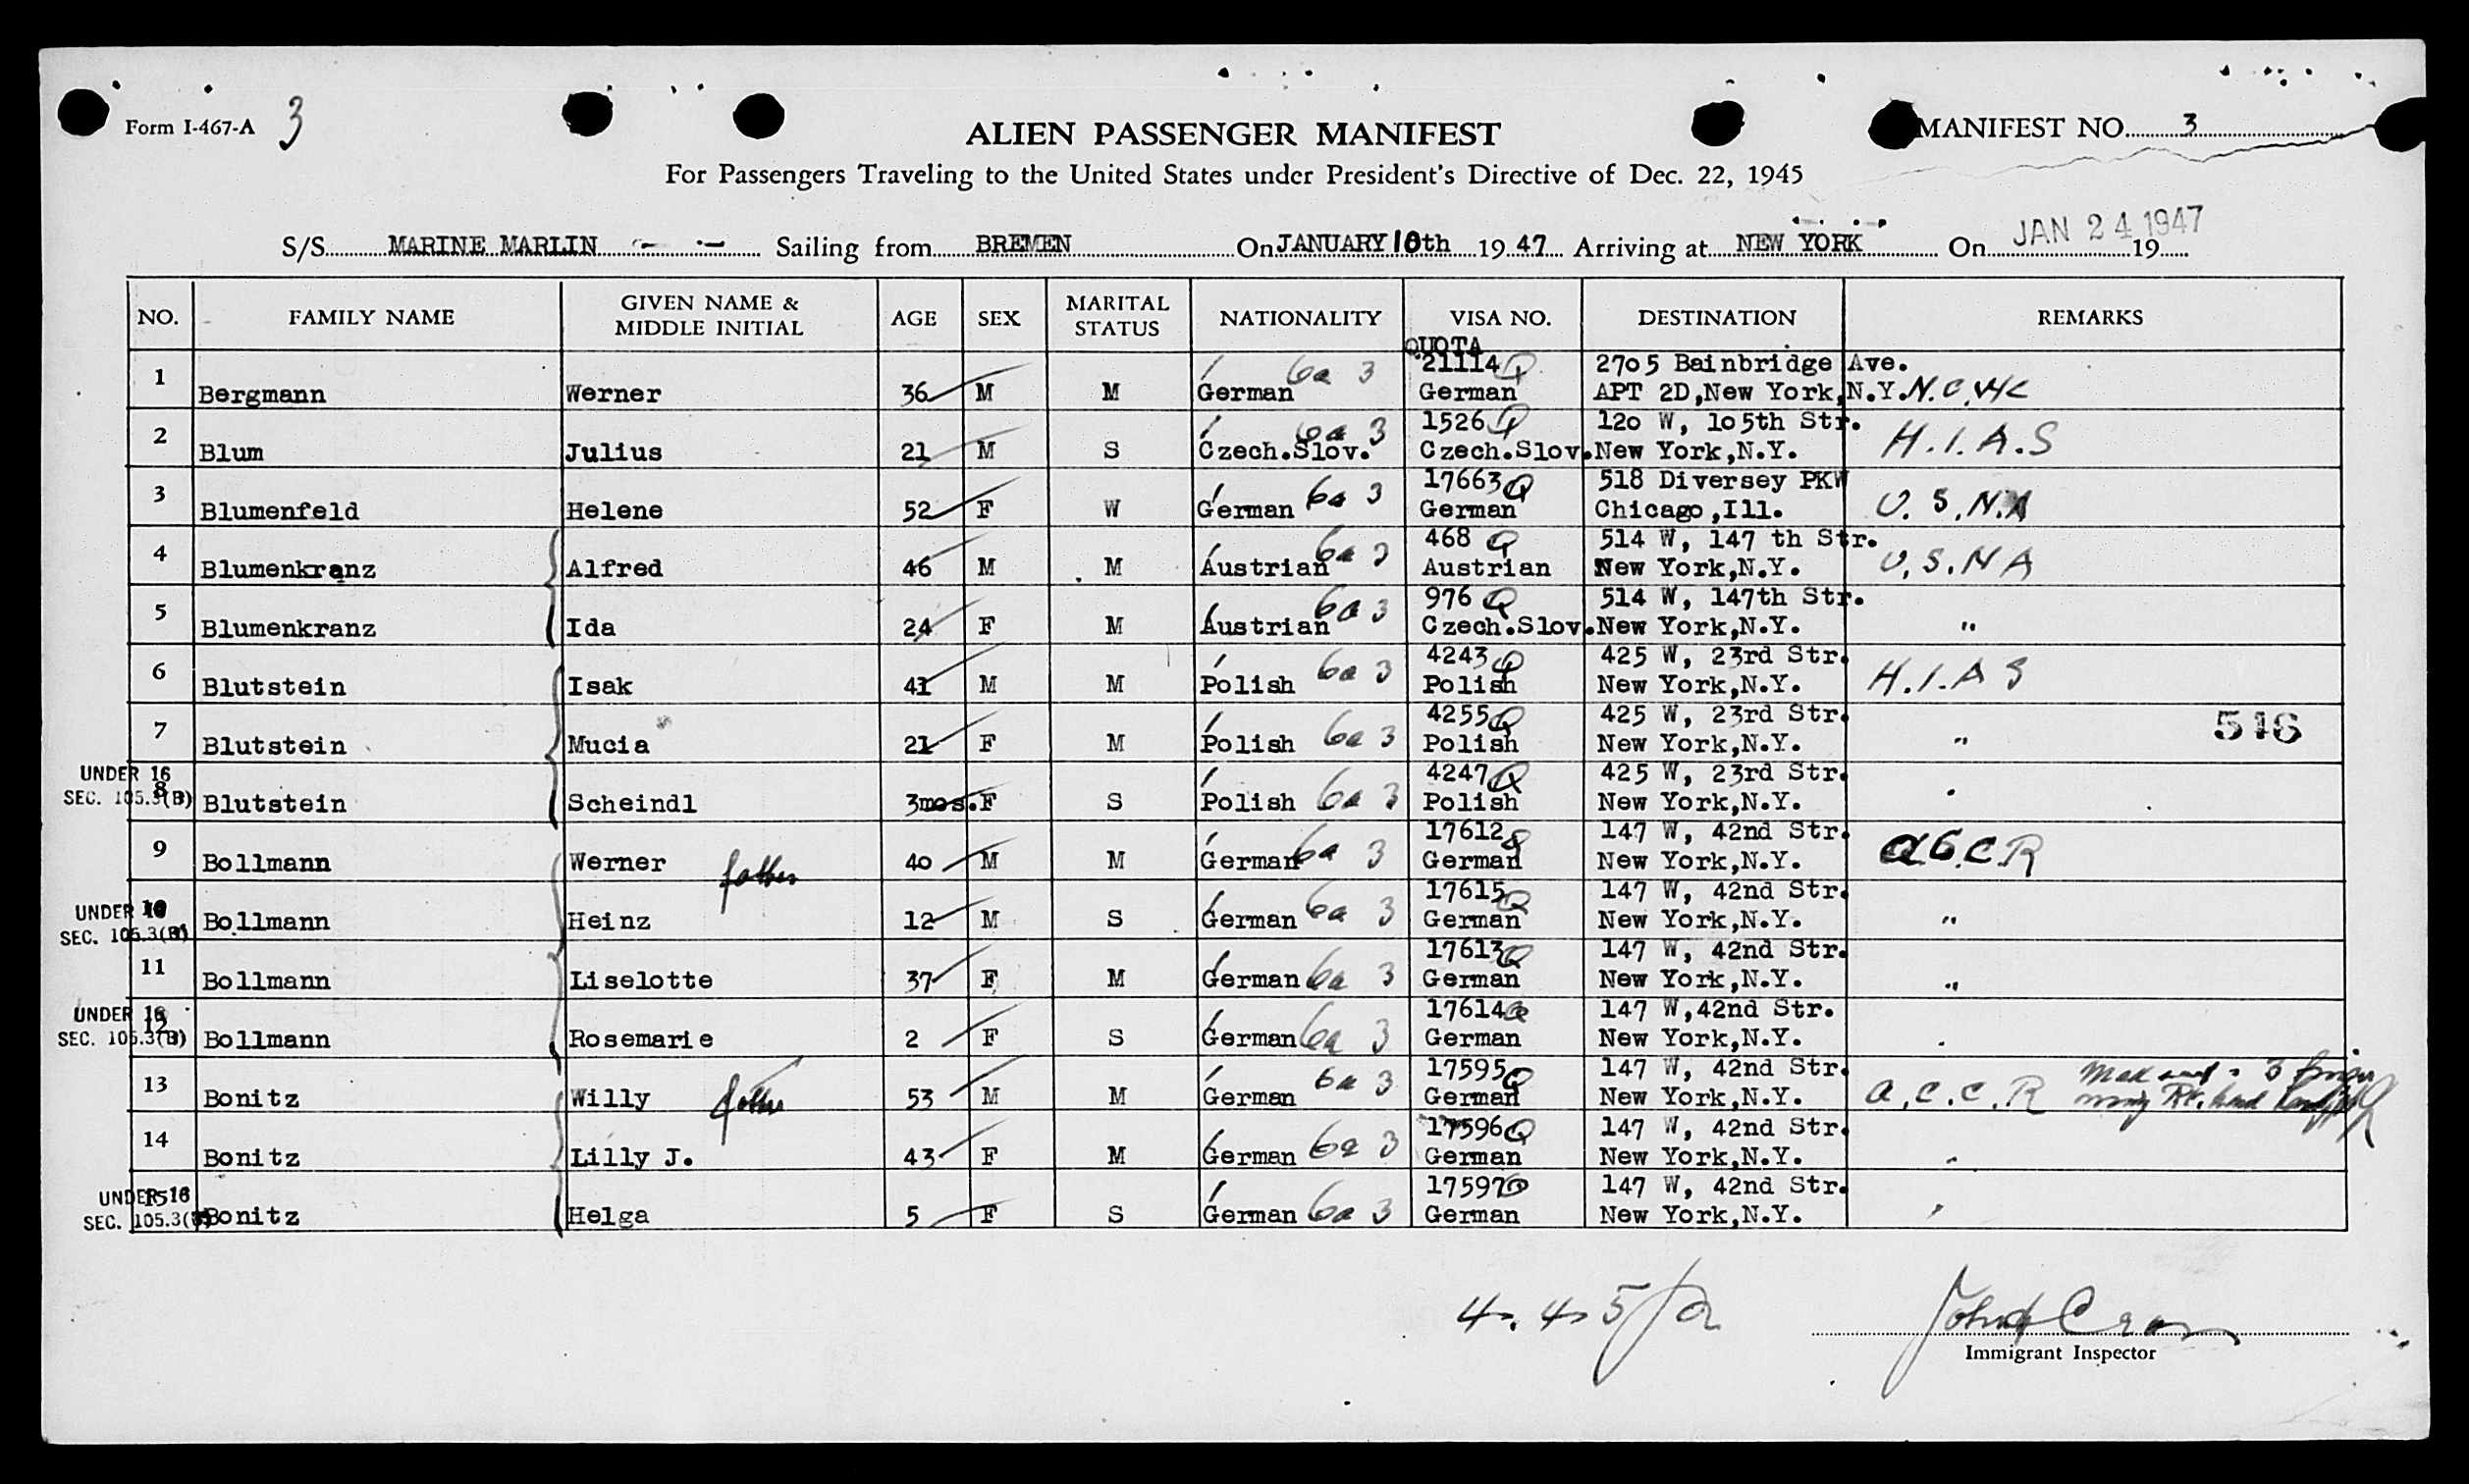 Form I-467-A 3
ALIEN PASSENGER MANIFEST
MANIFEST NO. 3
For Passengers Traveling to the United States under President's Directive of Dec. 22, 1945
S/S MARINE MARLIN Sailing from BREMEN On JANUARY 10th 19 47 Arriving at NEW YORK On JAN 24 1947 19
NO. FAMILY NAME GIVEN NAME & MIDDLE INITIAL AGE SEX MARITAL STATUS NATIONALITY VISA NO. DESTINATION REMARKS
QUOTA
6a 3 21114 Q 2705 Bainbridge Ave.
1 Bergmann Werner 36 M M German German APT 2D,New York,N.Y. N.C.W.C
6a 3 1526 Q 120 W, 105th Str.
2 Blum Julius 21 M S Czech.Slov. Czech.Slov. New York,N.Y. H.I.A.S
17663 Q 518 Diversey PKW
3 Blumenfeld Helene 52 F W German 6a 3 German Chicago,Ill. U.S.N.A
468 Q 514 W, 147 th Str.
4 Blumenkranz Alfred 46 M M Austrian 6a 3 Austrian New York,N.Y. U.S.N A
976 Q 514 W, 147th Str.
5 Blumenkranz Ida 24 F M Austrian 6a 3 Czech.Slov. New York,N.Y. "
4243 Q 425 W, 23rd Str.
6 Blutstein Isak 41 M M Polish 6a 3 Polish New York,N.Y. H.I.A S
4255 Q 425 W, 23rd Str.
7 Blutstein Mucia 21 F M Polish 6a 3 Polish New York,N.Y. " 516
UNDER 16 4247 Q 425 W, 23rd Str.
SEC. 105.3(B) 8 Blutstein Scheindl 3mos. F S Polish 6a 3 Polish New York,N.Y.
17612 Q 147 W, 42nd Str.
9 Bollmann Werner father 40 M M German 6a 3 German New York,N.Y. A.C.C.R
UNDER 16 17615 Q 147 W, 42nd Str.
SEC. 105.3(B) 10 Bollmann Heinz 12 M S German 6a 3 German New York,N.Y. "
17613 Q 147 W, 42nd Str.
11 Bollmann Liselotte 37 F M German 6a 3 German New York,N.Y. "
UNDER 16 17614 Q 147 W,42nd Str.
SEC. 105.3(B) 12 Bollmann Rosemarie 2 F S German 6a 3 German New York,N.Y.
17595 Q 147 W, 42nd Str.
13 Bonitz Willy father 53 M M German 6a 3 German New York,N.Y. A.C.C.R
17596 Q 147 W, 42nd Str.
14 Bonitz Lilly J. 43 F M German 6a 3 German New York,N.Y. "
UNDER 16 17597 Q 147 W, 42nd Str.
SEC. 105.3(B) 15 Bonitz Helga 5 F S German 6a 3 German New York,N.Y. "
4. 4 5
John
Immigrant Inspector